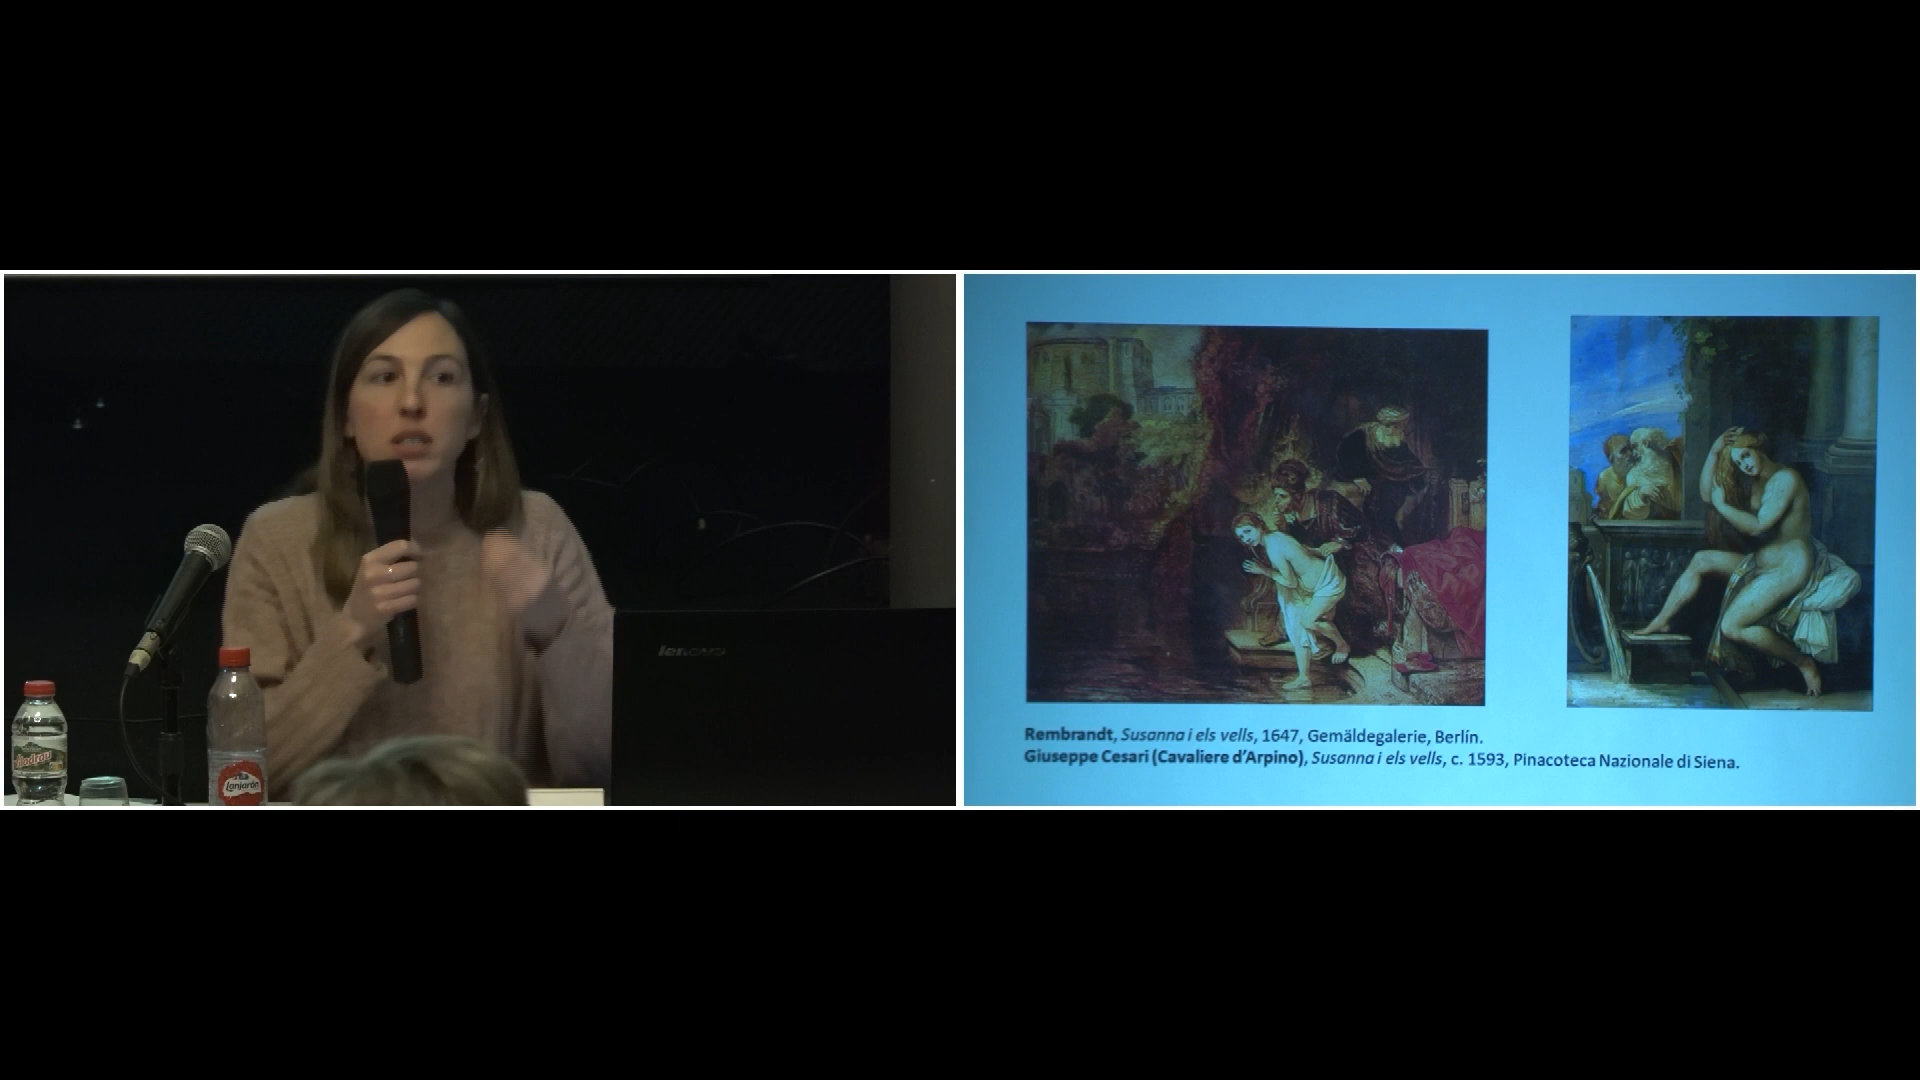 lenovo
Viladrau
Lanjarón
Rembrandt, Susanna i els vells, 1647, Gemäldegalerie, Berlín.
Giuseppe Cesari (Cavaliere d’Arpino), Susanna i els vells, c. 1593, Pinacoteca Nazionale di Siena.